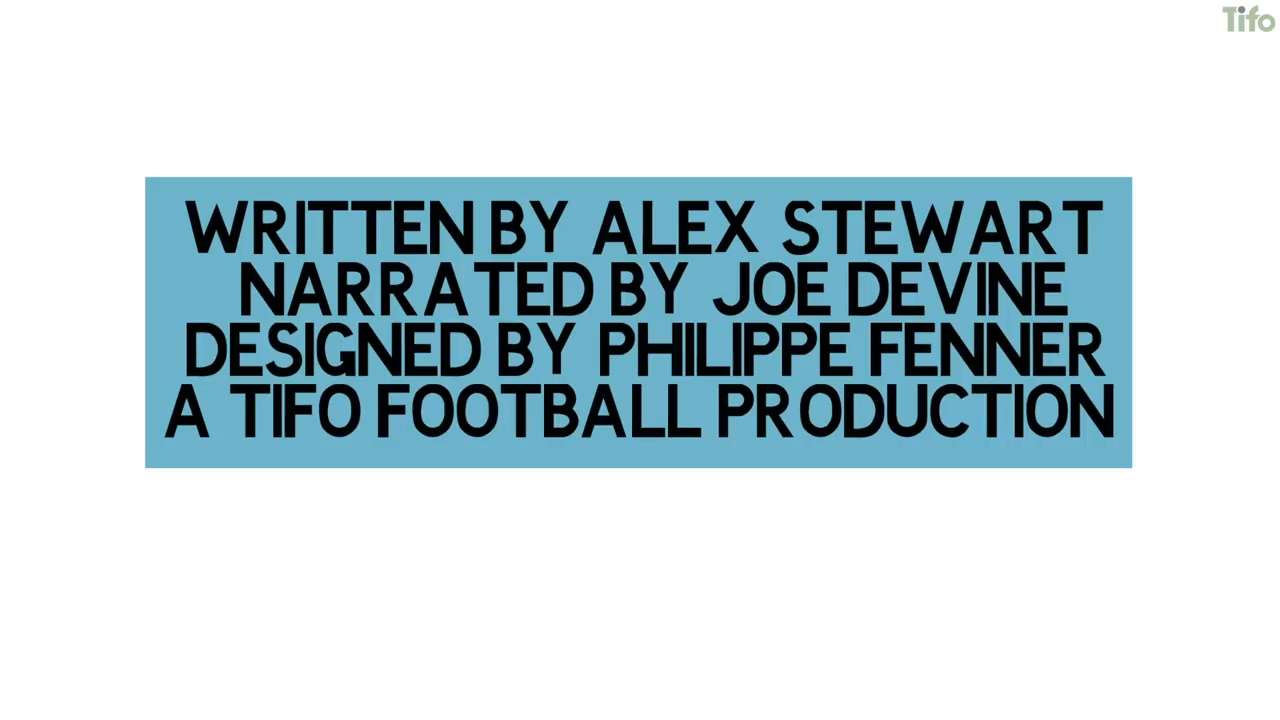 Tifo
WRITTEN BY ALEX STEWART
NARRATED BY JOE DEVINE
DESIGNED BY PHILIPPE FENNER
A TIFO FOOTBALL PRODUCTION